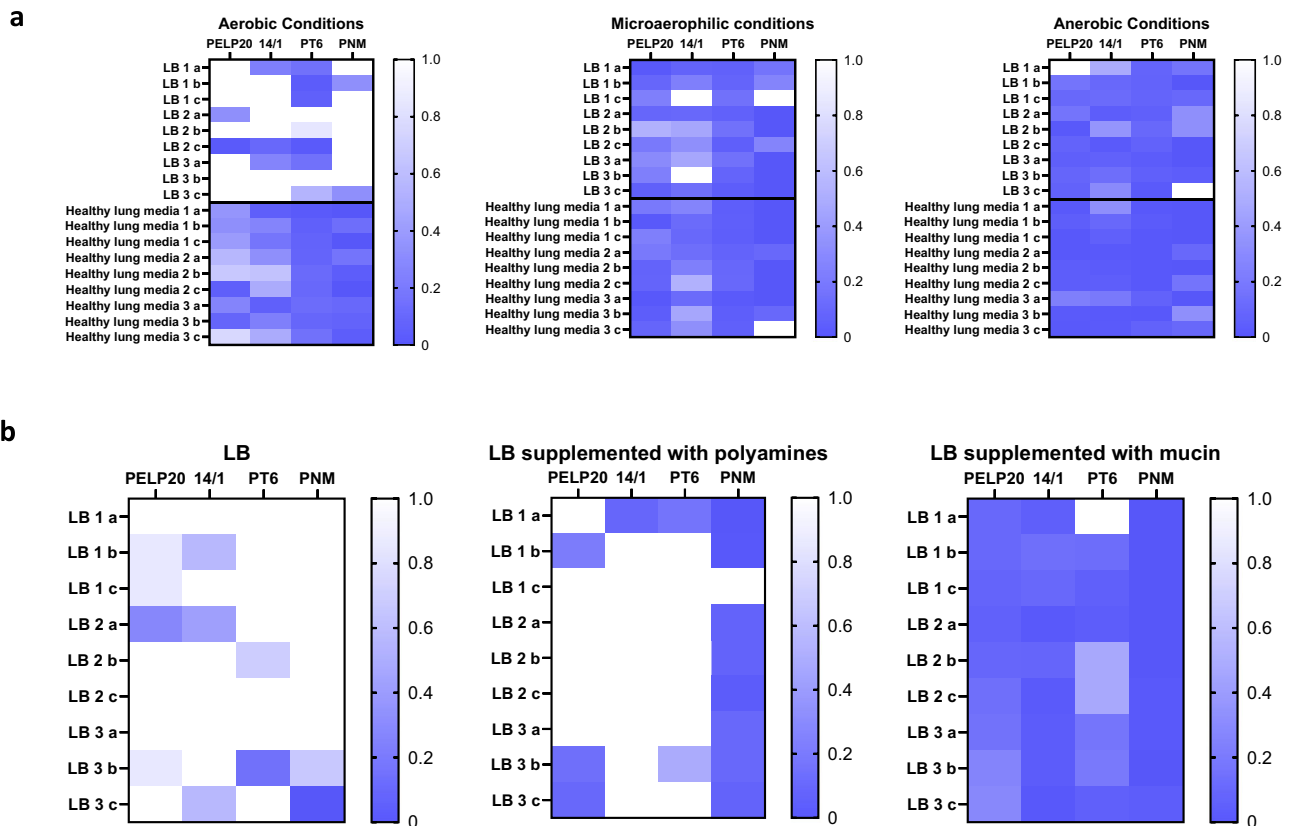 a
Aerobic Conditions
PELP20 14/1 PT6 PNM
LB 1 a
LB 1 b
LB 1 c
LB 2 a
LB 2 b
LB 2 c
LB 3 a
LB 3 b
LB 3 c
Healthy lung media 1 a
Healthy lung media 1 b
Healthy lung media 1 c
Healthy lung media 2 a
Healthy lung media 2 b
Healthy lung media 2 c
Healthy lung media 3 a
Healthy lung media 3 b
Healthy lung media 3 c
1.0
0.8
0.6
0.4
0.2
0
Microaerophilic conditions
PELP20 14/1 PT6 PNM
LB 1 a
LB 1 b
LB 1 c
LB 2 a
LB 2 b
LB 2 c
LB 3 a
LB 3 b
LB 3 c
Healthy lung media 1 a
Healthy lung media 1 b
Healthy lung media 1 c
Healthy lung media 2 a
Healthy lung media 2 b
Healthy lung media 2 c
Healthy lung media 3 a
Healthy lung media 3 b
Healthy lung media 3 c
1.0
0.8
0.6
0.4
0.2
0
Anerobic Conditions
PELP20 14/1 PT6 PNM
LB 1 a
LB 1 b
LB 1 c
LB 2 a
LB 2 b
LB 2 c
LB 3 a
LB 3 b
LB 3 c
Healthy lung media 1 a
Healthy lung media 1 b
Healthy lung media 1 c
Healthy lung media 2 a
Healthy lung media 2 b
Healthy lung media 2 c
Healthy lung media 3 a
Healthy lung media 3 b
Healthy lung media 3 c
1.0
0.8
0.6
0.4
0.2
0
b
LB
PELP20 14/1 PT6 PNM
LB 1 a
LB 1 b
LB 1 c
LB 2 a
LB 2 b
LB 2 c
LB 3 a
LB 3 b
LB 3 c
1.0
0.8
0.6
0.4
0.2
0
LB supplemented with polyamines
PELP20 14/1 PT6 PNM
LB 1 a
LB 1 b
LB 1 c
LB 2 a
LB 2 b
LB 2 c
LB 3 a
LB 3 b
LB 3 c
1.0
0.8
0.6
0.4
0.2
0
LB supplemented with mucin
PELP20 14/1 PT6 PNM
LB 1 a
LB 1 b
LB 1 c
LB 2 a
LB 2 b
LB 2 c
LB 3 a
LB 3 b
LB 3 c
1.0
0.8
0.6
0.4
0.2
0